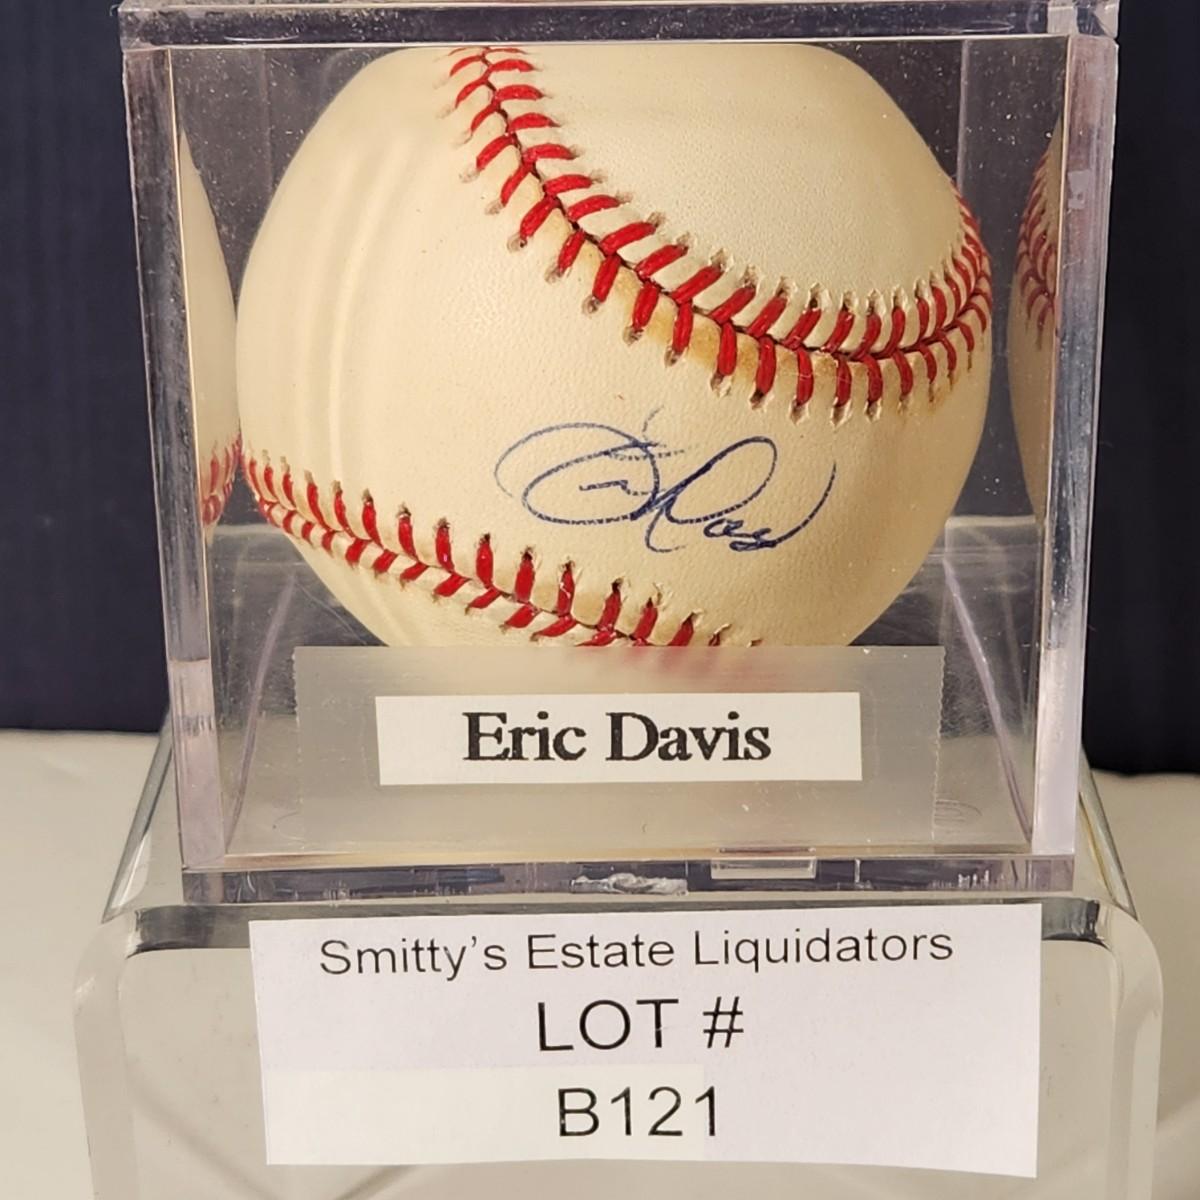 Eric Davis
Smitty's Estate Liquidators
LOT #
B121